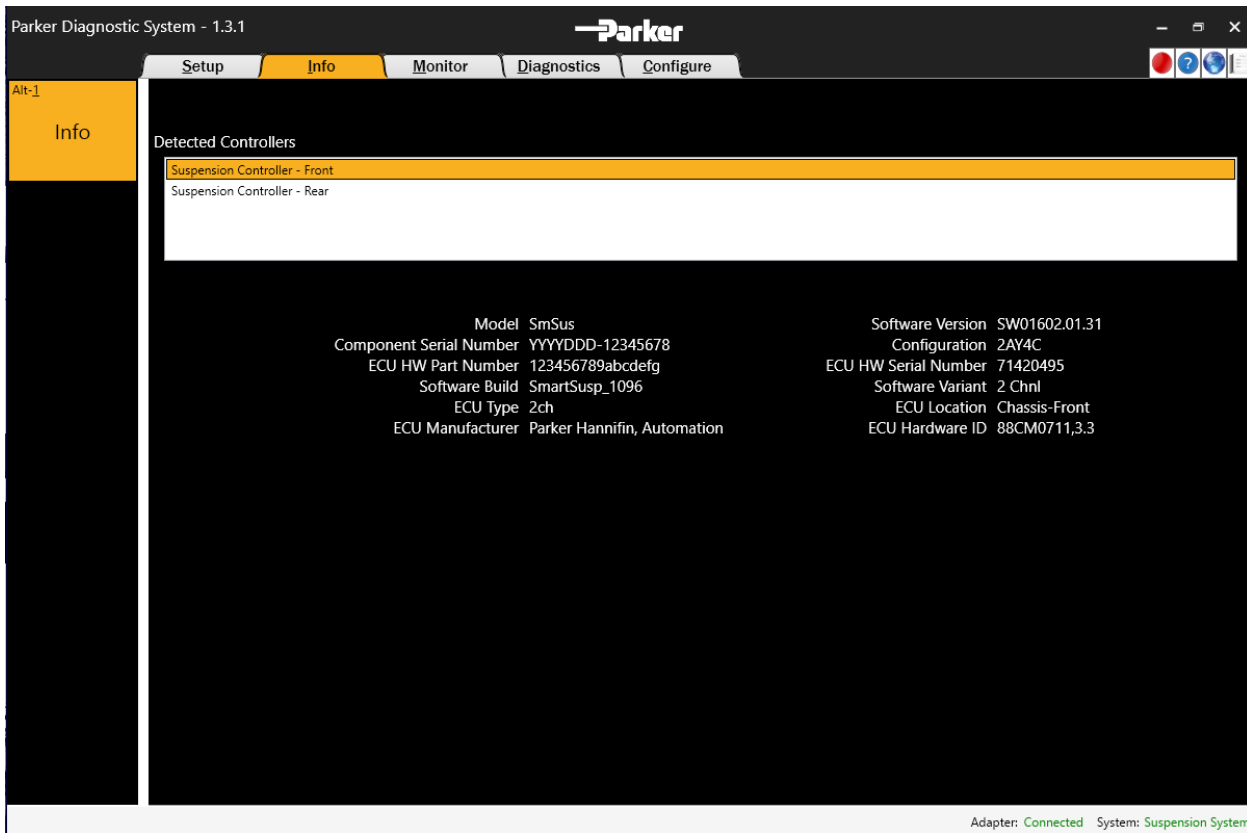 Parker Diagnostic System - 1.3.1
Parker
Setup Info Monitor Diagnostics Configure
Alt-1
Info
Detected Controllers
Suspension Controller - Front
Suspension Controller - Rear
Model SmSus Software Version SW01602.01.31
Component Serial Number YYYYDDD-12345678 Configuration 2AY4C
ECU HW Part Number 123456789abcdefg ECU HW Serial Number 71420495
Software Build SmartSusp_1096 Software Variant 2 Chnl
ECU Type 2ch ECU Location Chassis-Front
ECU Manufacturer Parker Hannifin, Automation ECU Hardware ID 88CM0711,3.3
Adapter: Connected System: Suspension System